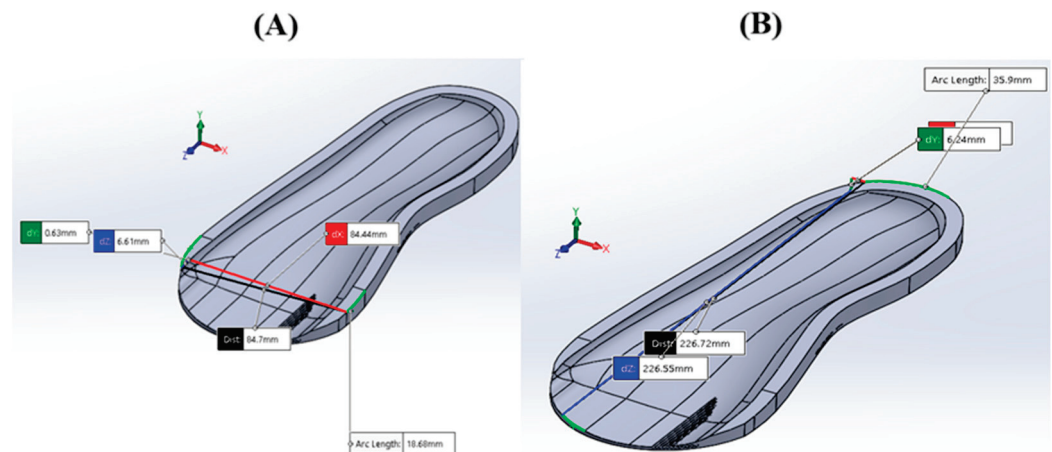 (A)
Y
Z
X
dY: 0.63mm
dZ: 6.61mm
dX: 84.44mm
Dist: 84.7mm
Arc Length: 18.68mm
(B)
Arc Length: 35.9mm
dY: 6.24mm
Y
Z
X
Dist: 226.72mm
dZ: 226.55mm